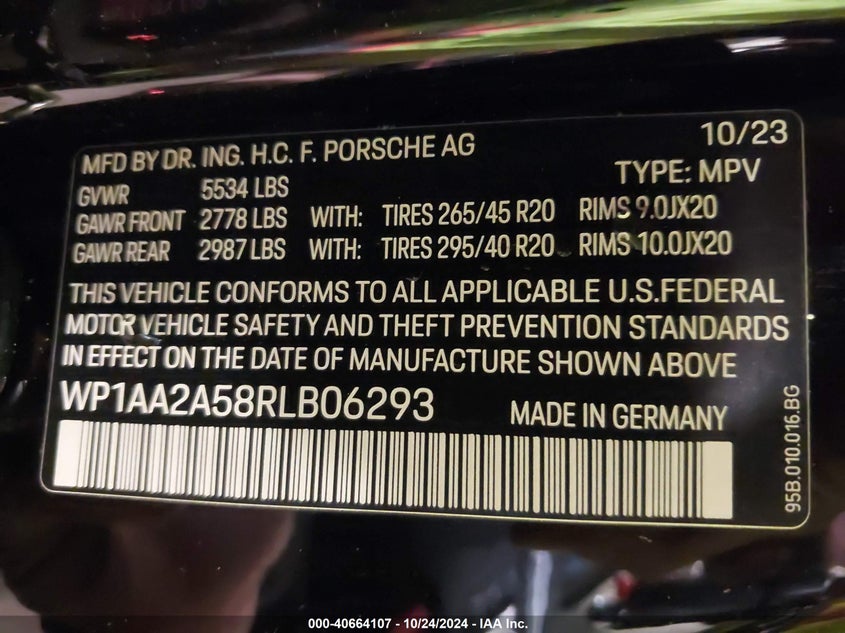 10/23
MFD BY DR. ING. H.C. F. PORSCHE AG
TYPE: MPV
GVWR 5534 LBS
GAWR FRONT 2778 LBS WITH: TIRES 265/45 R20 RIMS 9.0JX20
GAWR REAR 2987 LBS WITH: TIRES 295/40 R20 RIMS 10.0JX20
THIS VEHICLE CONFORMS TO ALL APPLICABLE U.S.FEDERAL
MOTOR VEHICLE SAFETY AND THEFT PREVENTION STANDARDS
IN EFFECT ON THE DATE OF MANUFACTURE SHOWN ABOVE
WP1AA2A58RLB06293 MADE IN GERMANY
95B.010.016.BG
000-40664107 - 10/24/2024 - IAA Inc.